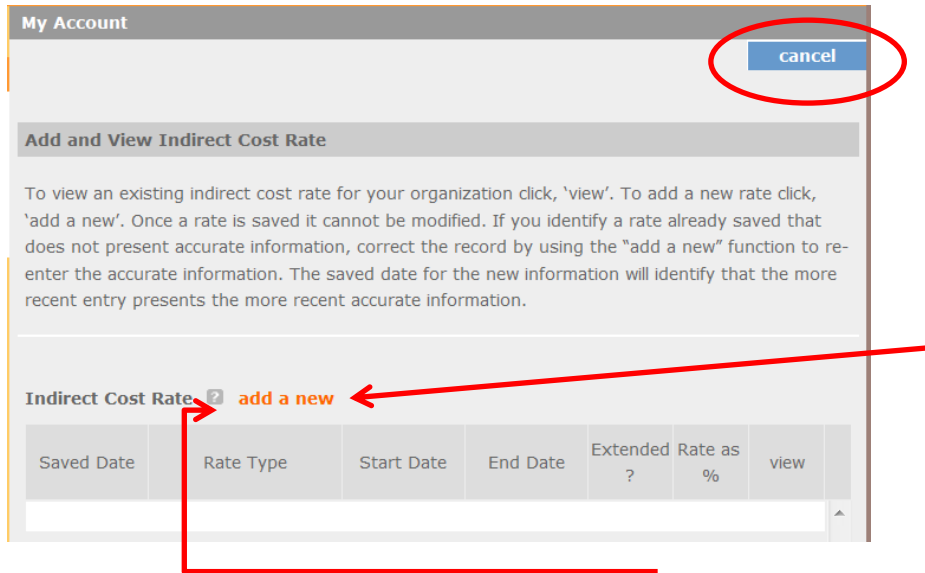 My Account
cancel
Add and View Indirect Cost Rate
To view an existing indirect cost rate for your organization click, ‘view’. To add a new rate click,
‘add a new’. Once a rate is saved it cannot be modified. If you identify a rate already saved that
does not present accurate information, correct the record by using the “add a new” function to re-
enter the accurate information. The saved date for the new information will identify that the more
recent entry presents the more recent accurate information.
Indirect Cost Rate ? add a new
Saved Date Rate Type Start Date End Date Extended ? Rate as % view